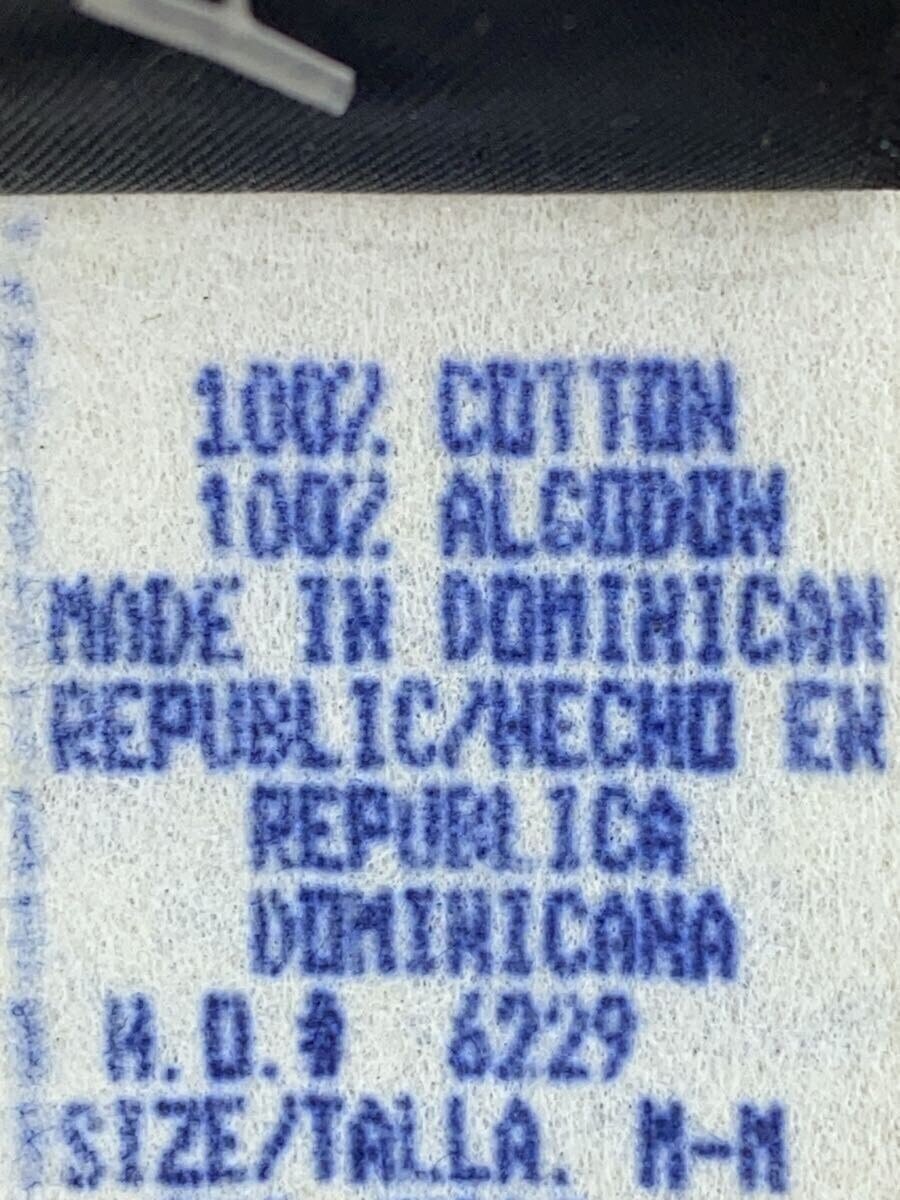 100% COTTON
100% ALGODON
MADE IN DOMINICAN
REPUBLIC/HECHO EN
REPUBLICA
DOMINICANA
M.O.# 6229
SIZE/TALLA. M-M